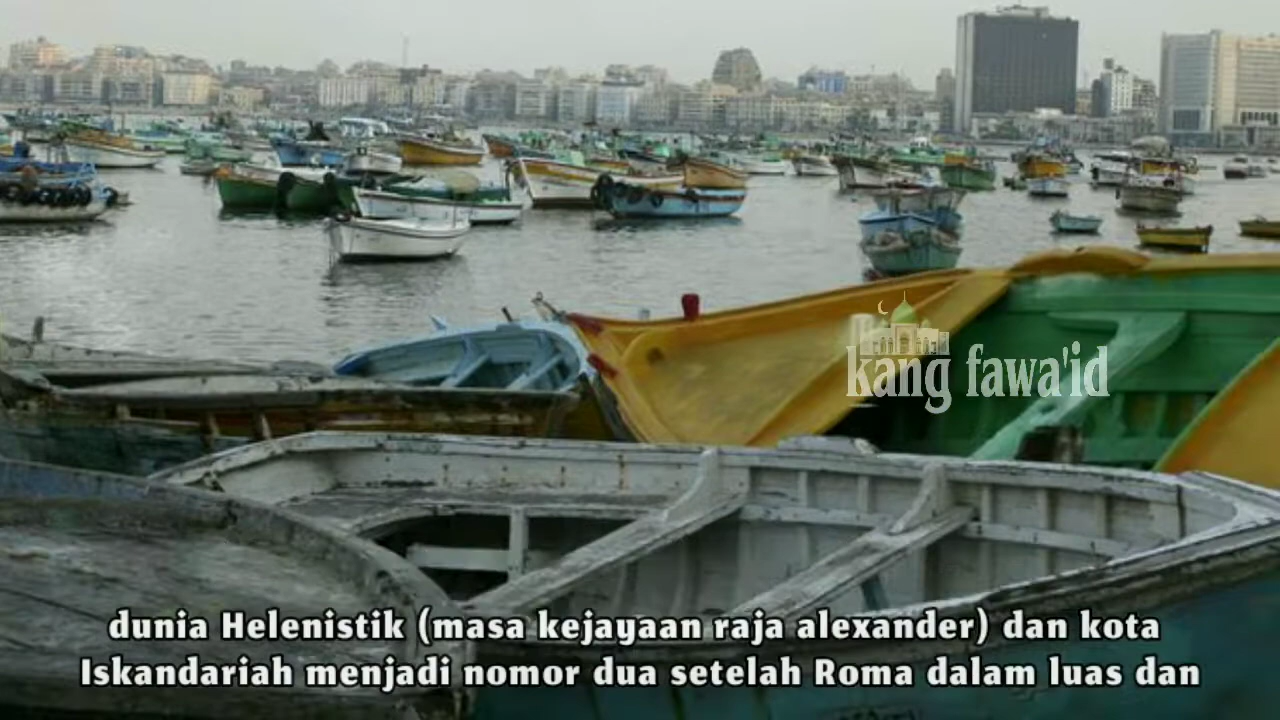 kang fawa'id
dunia Helenistik (masa kejayaan raja alexander) dan kota
Iskandariah menjadi nomor dua setelah Roma dalam luas dan